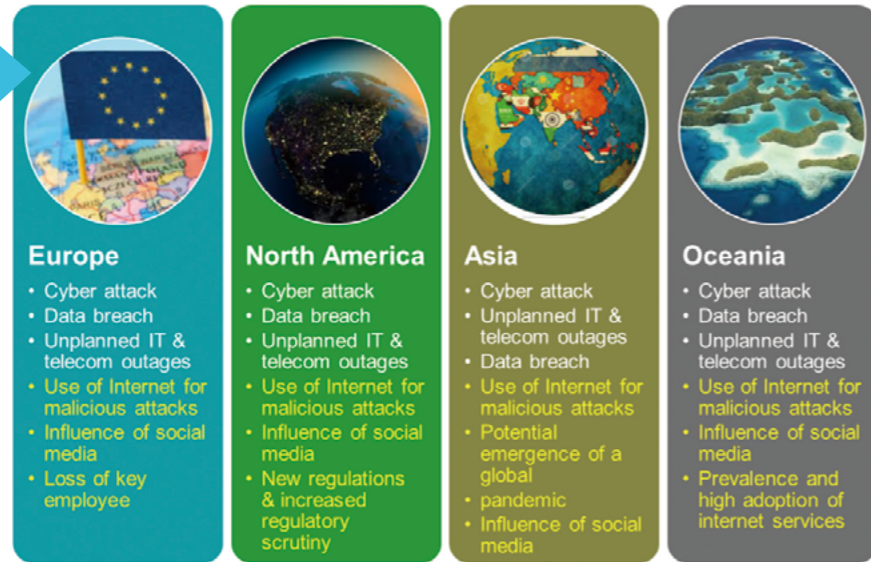 Europe
• Cyber attack
• Data breach
• Unplanned IT &
telecom outages
• Use of Internet for
malicious attacks
• Influence of social
media
• Loss of key
employee
North America
• Cyber attack
• Data breach
• Unplanned IT &
telecom outages
• Use of Internet for
malicious attacks
• Influence of social
media
• New regulations
& increased
regulatory
scrutiny
Asia
• Cyber attack
• Unplanned IT &
telecom outages
• Data breach
• Use of Internet for
malicious attacks
• Potential
emergence of a
global
• pandemic
• Influence of social
media
Oceania
• Cyber attack
• Data breach
• Unplanned IT &
telecom outages
• Use of Internet for
malicious attacks
• Influence of social
media
• Prevalence and
high adoption of
internet services